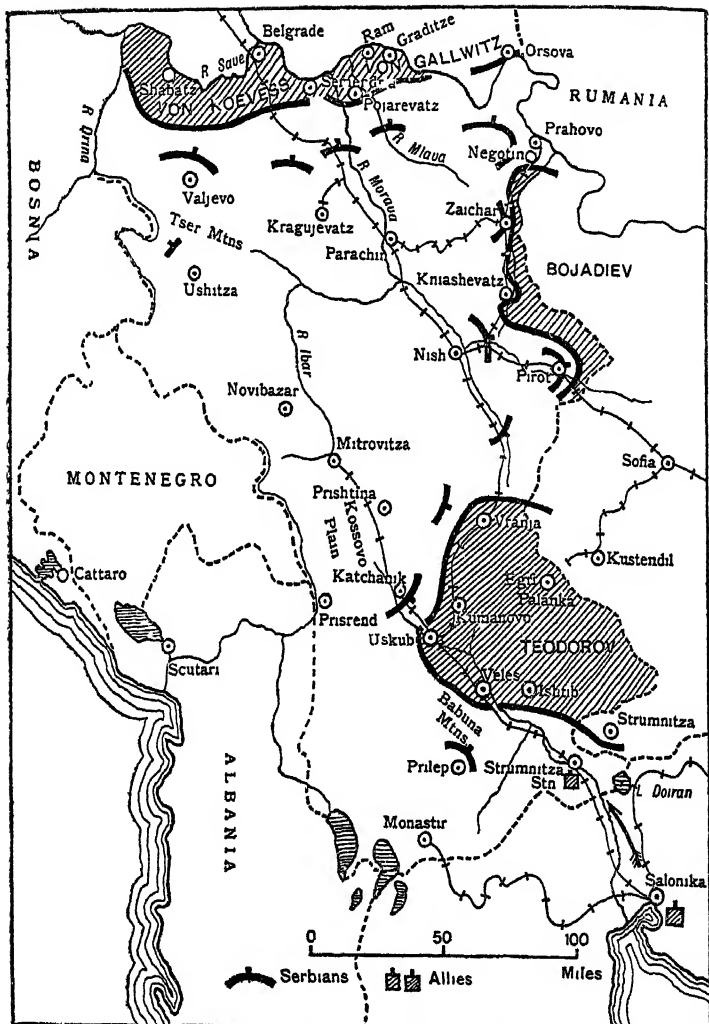 Belgrade
Ram
Graditze
R Save
VON GALLWITZ
Orsova
Shabatz
VON KOEVESS
Pojarevatz
RUMANIA
R Drina
Prahovo
Negotin
R Mlava
BOSNIA
Valjevo
R Morava
Kragujevatz
Zaichar
Tser Mtns
Parachin
Ushitza
BOJADIEV
Kniashevatz
R Ibar
Nish
Pirot
Novibazar
Mitrovitza
Sofia
MONTENEGRO
Prishtina
Kossovo
Plain
Vranja
Kustendil
Cattaro
Katchanik
Egri
Palanka
Prisrend
Kumanovo
Uskub
TEODOROV
Scutari
Veles
Ishtib
Babuna
Mtns.
Strumnitza
Prilep
Strumnitza
Stn
L Doiran
ALBANIA
Monastir
Salonika
0 50 100
Miles
Serbians
Allies